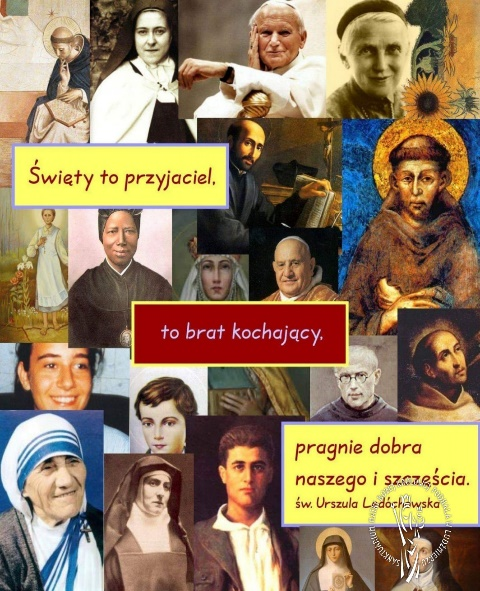 Święty to przyjaciel,
to brat kochający,
pragnie dobra
naszego i szczęścia.
św. Urszula Ledóchowska